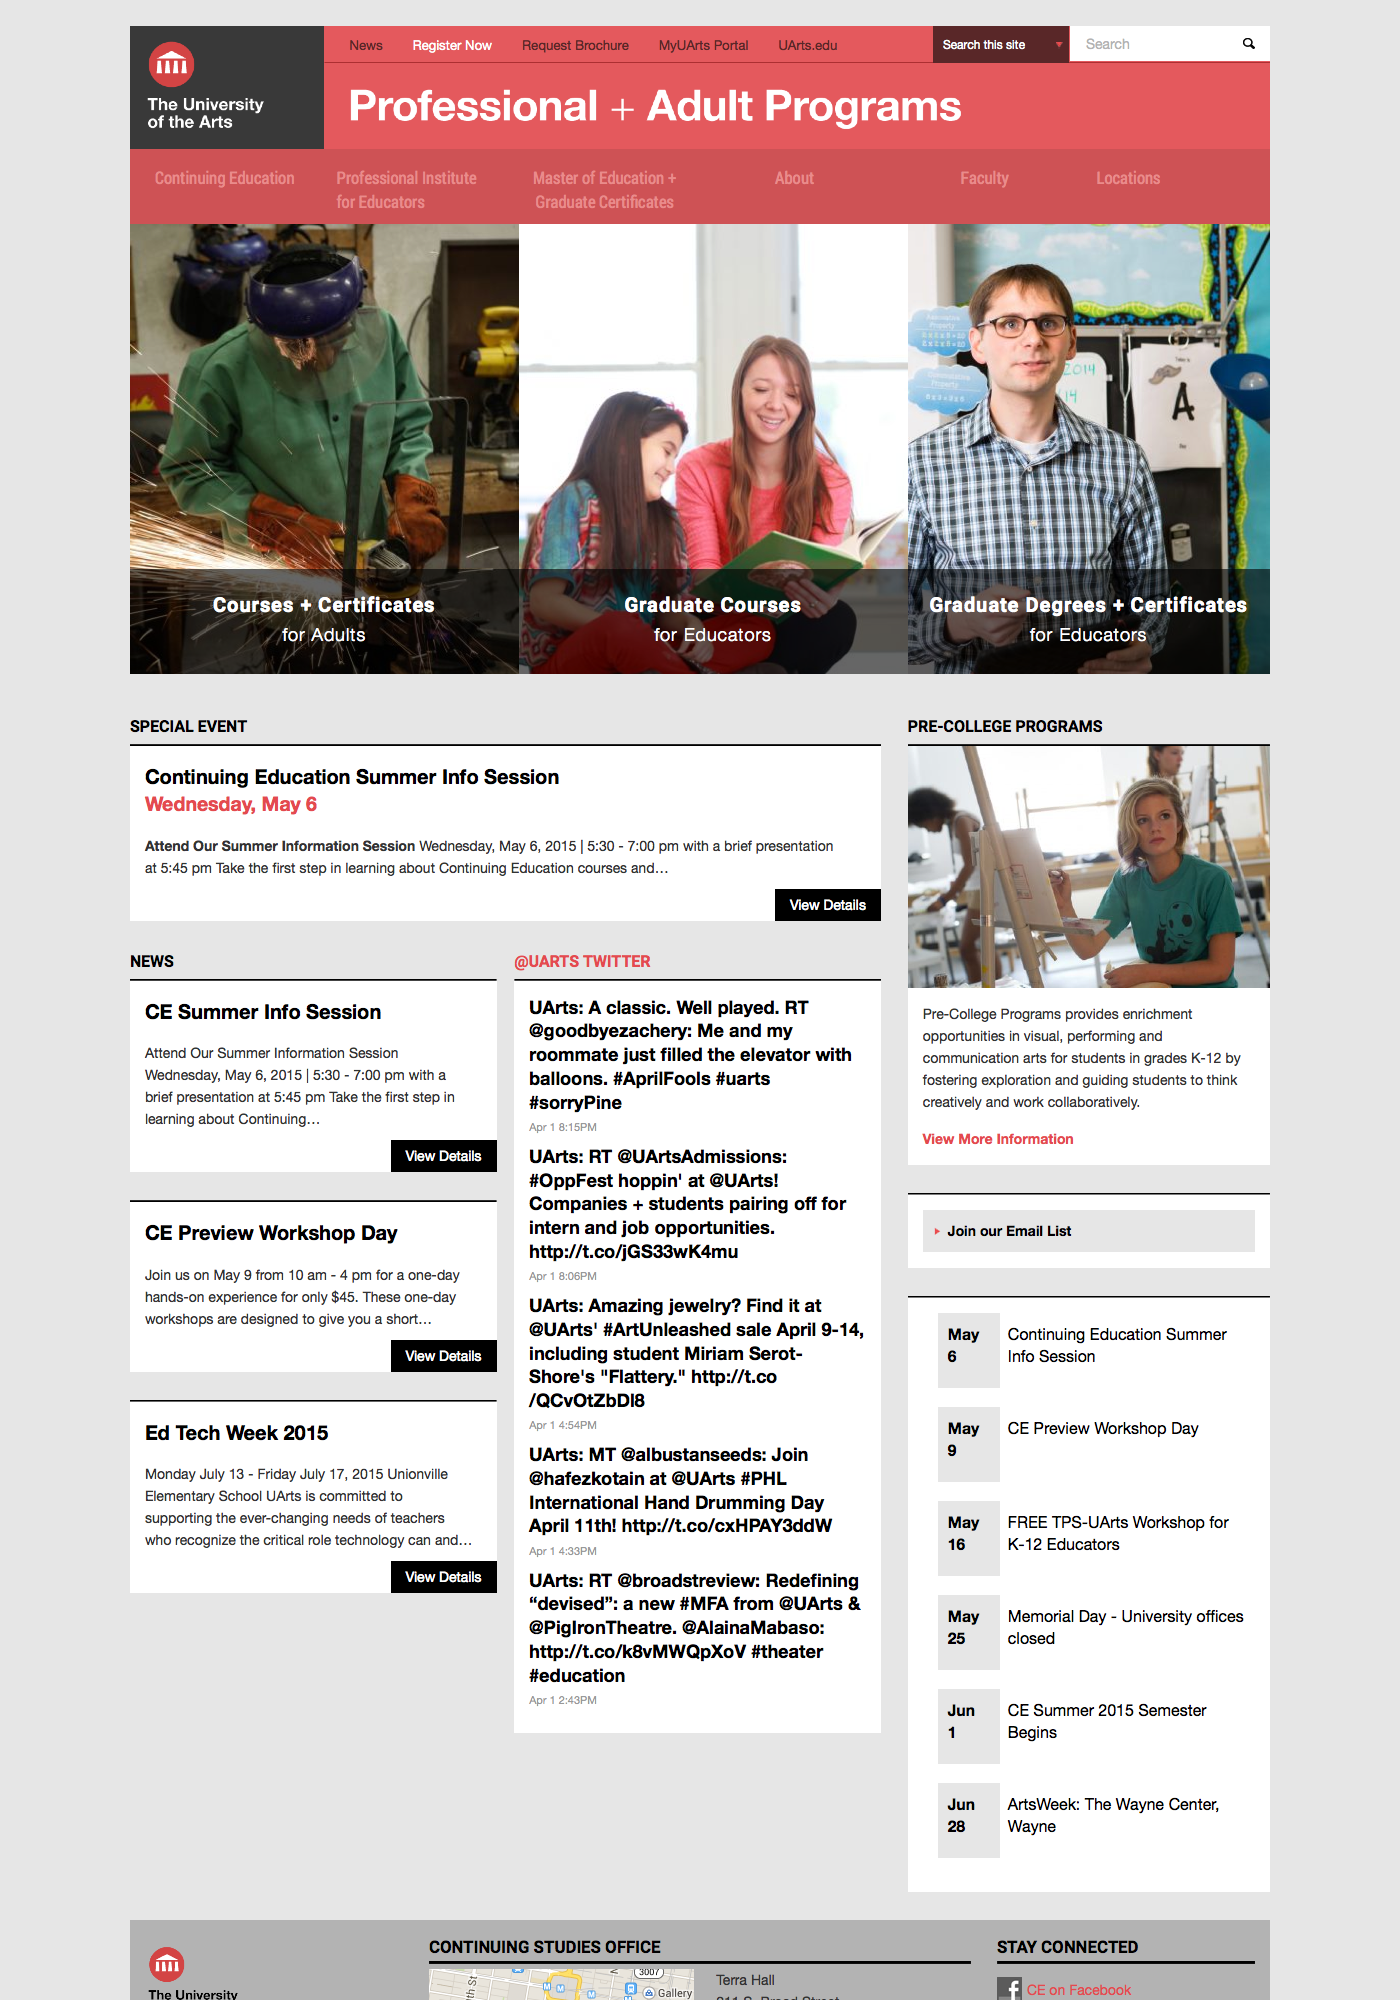 News Register Now Request Brochure MyUArts Portal UArts.edu Search this site Search
The University
of the Arts
Professional + Adult Programs
Continuing Education Professional Institute Master of Education + About Faculty Locations
for Educators Graduate Certificates
2014
14
A
Courses + Certificates
for Adults
Graduate Courses
for Educators
Graduate Degrees + Certificates
for Educators
SPECIAL EVENT
Continuing Education Summer Info Session
Wednesday, May 6
Attend Our Summer Information Session Wednesday, May 6, 2015 | 5:30 - 7:00 pm with a brief presentation
at 5:45 pm Take the first step in learning about Continuing Education courses and…
View Details
NEWS
CE Summer Info Session
Attend Our Summer Information Session
Wednesday, May 6, 2015 | 5:30 - 7:00 pm with a
brief presentation at 5:45 pm Take the first step in
learning about Continuing…
View Details
CE Preview Workshop Day
Join us on May 9 from 10 am - 4 pm for a one-day
hands-on experience for only $45. These one-day
workshops are designed to give you a short…
View Details
Ed Tech Week 2015
Monday July 13 - Friday July 17, 2015 Unionville
Elementary School UArts is committed to
supporting the ever-changing needs of teachers
who recognize the critical role technology can and…
View Details
@UARTS TWITTER
UArts: A classic. Well played. RT
@goodbyezachery: Me and my
roommate just filled the elevator with
balloons. #AprilFools #uarts
#sorryPine
Apr 1 8:15PM
UArts: RT @UArtsAdmissions:
#OppFest hoppin' at @UArts!
Companies + students pairing off for
intern and job opportunities.
http://t.co/jGS33wK4mu
Apr 1 8:06PM
UArts: Amazing jewelry? Find it at
@UArts' #ArtUnleashed sale April 9-14,
including student Miriam Serot-
Shore's "Flattery." http://t.co
/QCvOtZbDl8
Apr 1 4:54PM
UArts: MT @albustanseeds: Join
@hafezkotain at @UArts #PHL
International Hand Drumming Day
April 11th! http://t.co/cxHPAY3ddW
Apr 1 4:33PM
UArts: RT @broadstreview: Redefining
“devised”: a new #MFA from @UArts &
@PigIronTheatre. @AlainaMabaso:
http://t.co/k8vMWQpXoV #theater
#education
Apr 1 2:43PM
PRE-COLLEGE PROGRAMS
Pre-College Programs provides enrichment
opportunities in visual, performing and
communication arts for students in grades K-12 by
fostering exploration and guiding students to think
creatively and work collaboratively.
View More Information
Join our Email List
May Continuing Education Summer
6 Info Session
May CE Preview Workshop Day
9
May FREE TPS-UArts Workshop for
16 K-12 Educators
May Memorial Day - University offices
25 closed
Jun CE Summer 2015 Semester
1 Begins
Jun ArtsWeek: The Wayne Center,
28 Wayne
The University
CONTINUING STUDIES OFFICE
3007
Gallery
Terra Hall
STAY CONNECTED
CE on Facebook